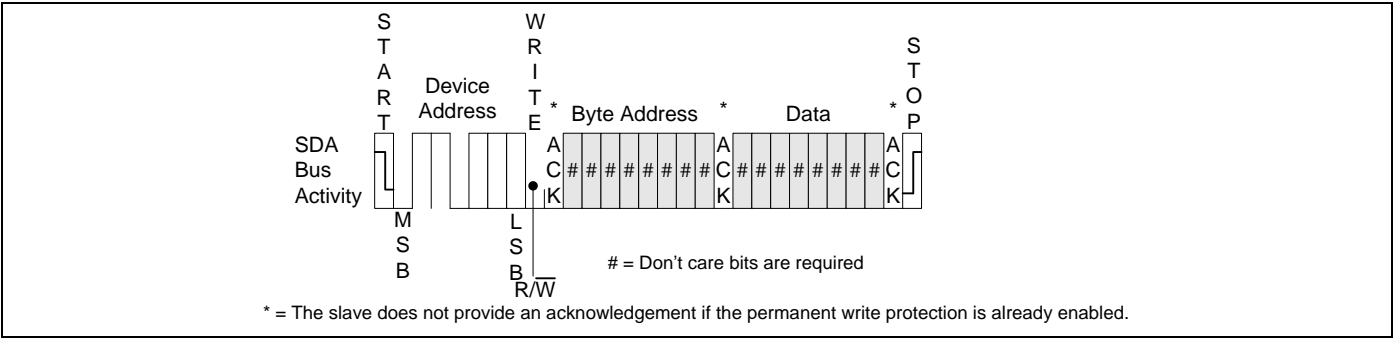 START
WRITE
STOP
Device
Address
* Byte Address * Data *
SDA
Bus
Activity
ACK # # # # # # # # ACK # # # # # # # # ACK
MSB
LSB
R/W̅
# = Don't care bits are required
* = The slave does not provide an acknowledgement if the permanent write protection is already enabled.